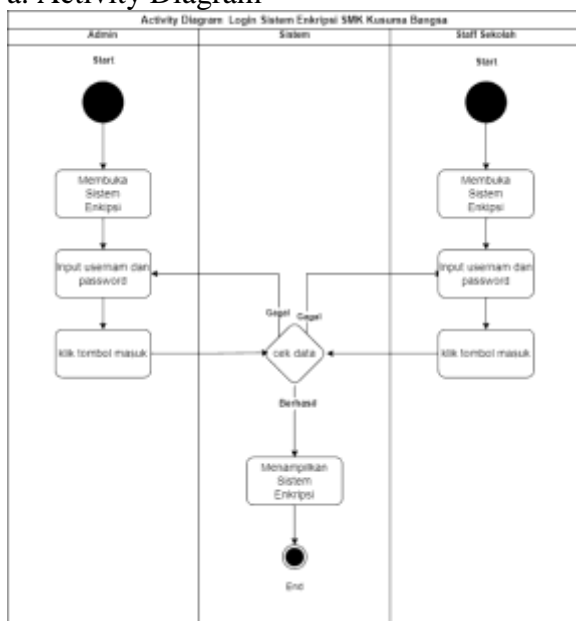 a. Activity Diagram
Activity Diagram Login Sistem Enkripsi SMK Kusuma Bangsa
Admin
Sistem
Staff Sekolah
Start
Start
Membuka
Sistem
Enkipsi
Membuka
Sistem
Enkipsi
Input usernam dan
password
Input usernam dan
password
Gagal
Gagal
klik tombol masuk
cek data
klik tombol masuk
Berhasil
Menampilkan
Sistem
Enkripsi
End